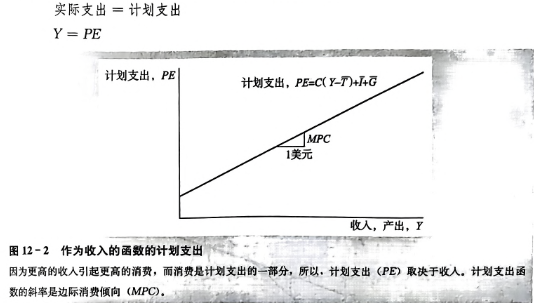 实际支出 = 计划支出
Y = PE
计划支出，PE
计划支出，PE=C(Y-T̅)+I̅+G̅
MPC
1美元
收入，产出，Y
图 12-2 作为收入的函数的计划支出
因为更高的收入引起更高的消费，而消费是计划支出的一部分，所以，计划支出（PE）取决于收入。计划支出函
数的斜率是边际消费倾向（MPC）。